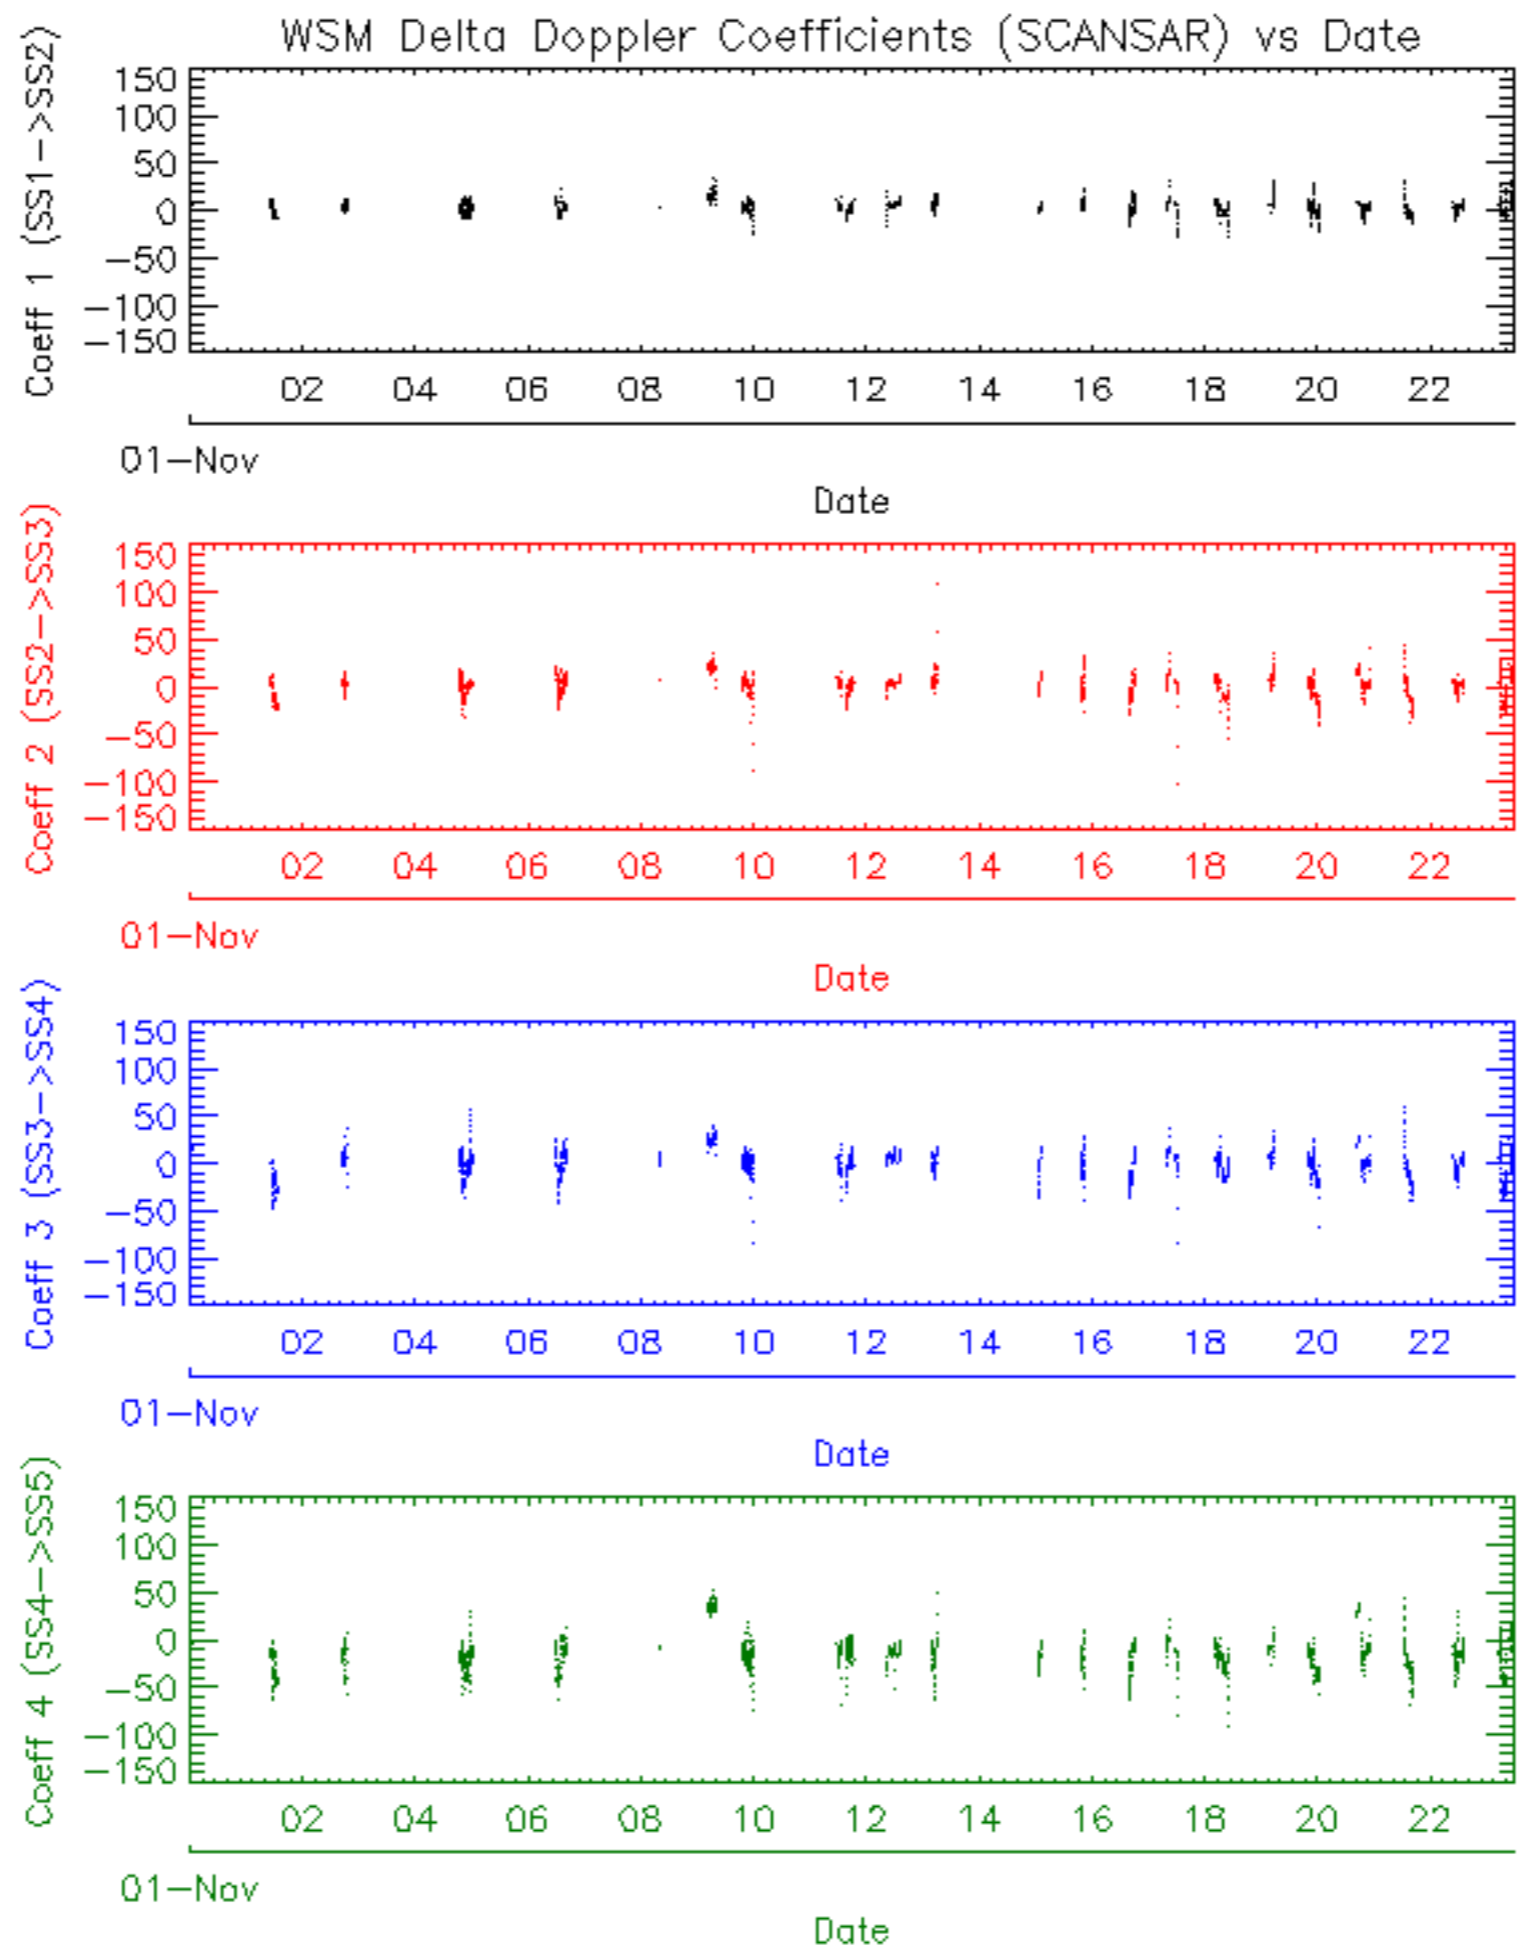 WSM Delta Doppler Coefficients (SCANSAR) vs Date
Coeff 1 (SS1->SS2)
150
100
50
0
-50
-100
-150
02 04 06 08 10 12 14 16 18 20 22
01-Nov
Date
Coeff 2 (SS2->SS3)
150
100
50
0
-50
-100
-150
02 04 06 08 10 12 14 16 18 20 22
01-Nov
Date
Coeff 3 (SS3->SS4)
150
100
50
0
-50
-100
-150
02 04 06 08 10 12 14 16 18 20 22
01-Nov
Date
Coeff 4 (SS4->SS5)
150
100
50
0
-50
-100
-150
02 04 06 08 10 12 14 16 18 20 22
01-Nov
Date